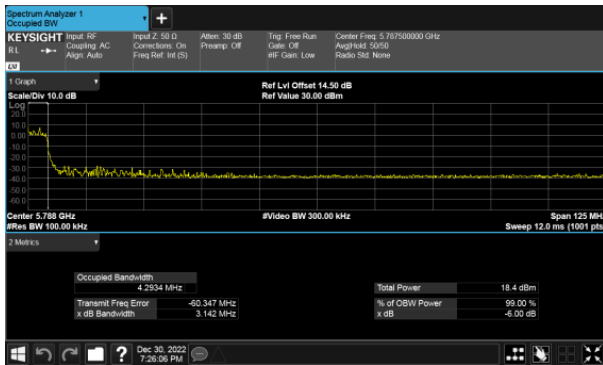 Spectrum Analyzer 1
Occupied BW
+
KEYSIGHT Input: RF Input Z: 50 Ω Atten: 30 dB Trig: Free Run Center Freq: 5.787500000 GHz
RL Coupling: AC Corrections: On Preamp: Off Gate: Off Avg|Hold: 50/50
Align: Auto Freq Ref: Int (S) #IF Gain: Low Radio Std: None
LXI
1 Graph Ref Lvl Offset 14.50 dB
Scale/Div 10.0 dB Ref Value 30.00 dBm
Log
20.0
10.0
0.00
-10.0
-20.0
-30.0
-40.0
-50.0
-60.0
Center 5.788 GHz #Video BW 300.00 kHz Span 125 MH
#Res BW 100.00 kHz Sweep 12.0 ms (1001 pts
2 Metrics
Occupied Bandwidth
4.2934 MHz Total Power 18.4 dBm
Transmit Freq Error -60.347 MHz % of OBW Power 99.00 %
x dB Bandwidth 3.142 MHz x dB -6.00 dB
? Dec 30, 2022
7:26:06 PM